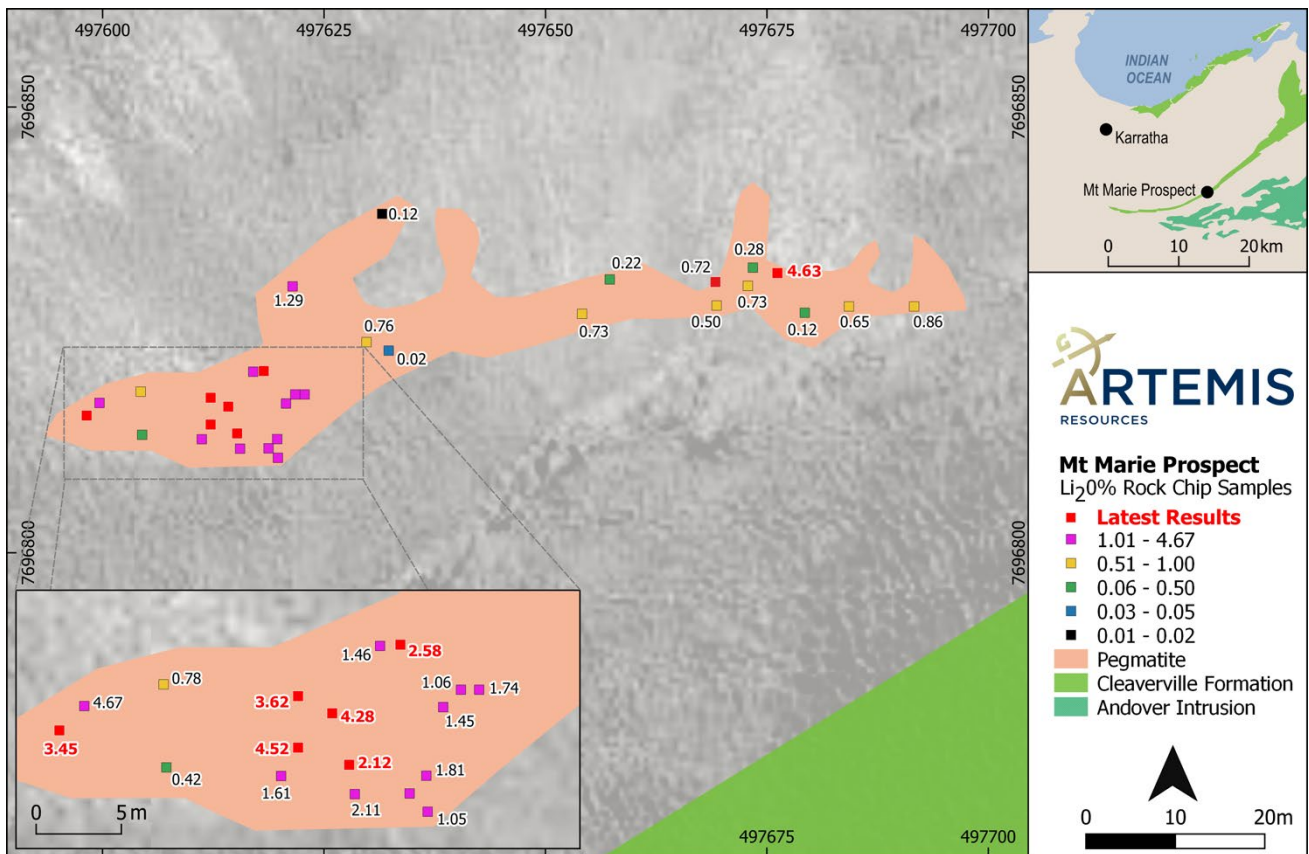 497600
497625
497650
497675
497700
7696850
7696850
0.12
1.29
0.76
0.02
0.22
0.73
0.72
0.28
4.63
0.73
0.50
0.12
0.65
0.86
7696800
7696800
1.46
2.58
0.78
4.67
3.62
1.06
1.74
1.45
4.28
3.45
4.52
2.12
0.42
1.61
1.81
2.11
1.05
0
5m
497675
497700
INDIAN
OCEAN
Karratha
Mt Marie Prospect
0
10
20km
ARTEMIS
RESOURCES
Mt Marie Prospect
Li₂0% Rock Chip Samples
Latest Results
1.01 - 4.67
0.51 - 1.00
0.06 - 0.50
0.03 - 0.05
0.01 - 0.02
Pegmatite
Cleaverville Formation
Andover Intrusion
0
10
20m